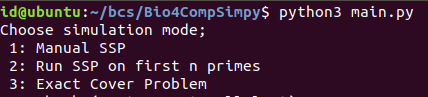 id@ubuntu:~/bcs/Bio4CompSimpy$ python3 main.py
Choose simulation mode;
1: Manual SSP
2: Run SSP on first n primes
3: Exact Cover Problem